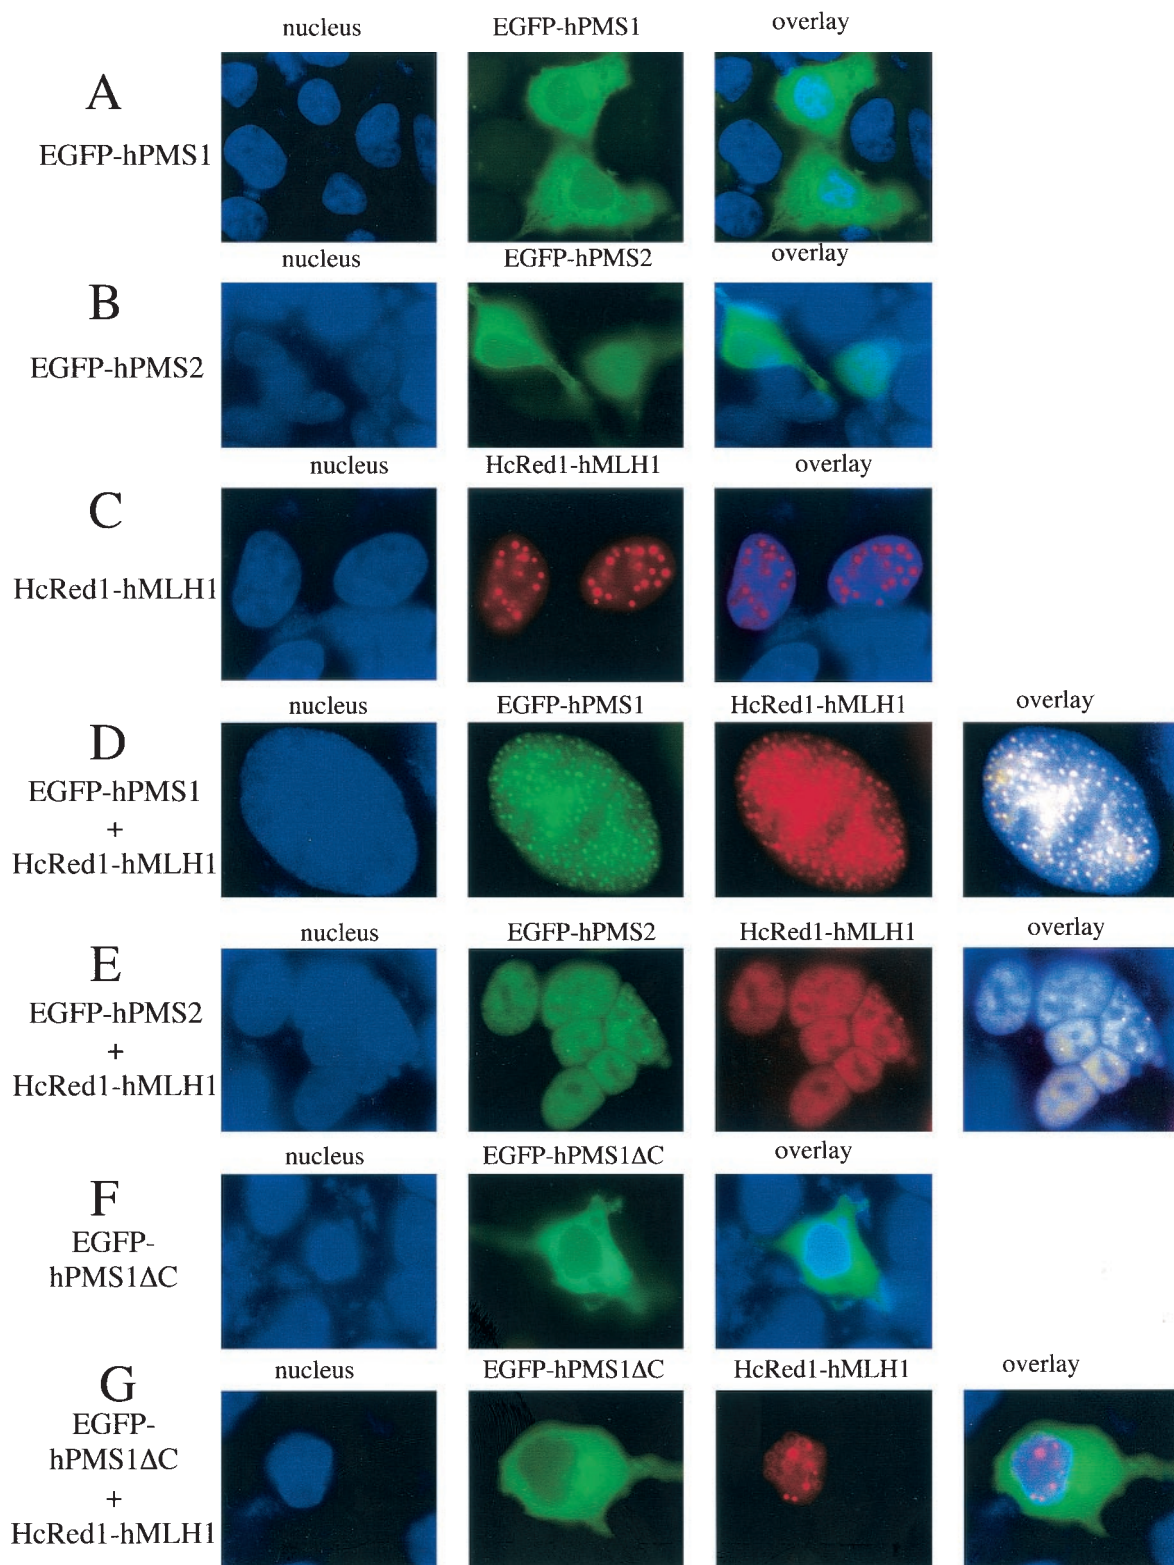 nucleus EGFP-hPMS1 overlay
A
EGFP-hPMS1
nucleus EGFP-hPMS2 overlay
B
EGFP-hPMS2
nucleus HcRed1-hMLH1 overlay
C
HcRed1-hMLH1
nucleus EGFP-hPMS1 HcRed1-hMLH1 overlay
D
EGFP-hPMS1
+
HcRed1-hMLH1
nucleus EGFP-hPMS2 HcRed1-hMLH1 overlay
E
EGFP-hPMS2
+
HcRed1-hMLH1
nucleus EGFP-hPMS1ΔC overlay
F
EGFP-
hPMS1ΔC
nucleus EGFP-hPMS1ΔC HcRed1-hMLH1 overlay
G
EGFP-
hPMS1ΔC
+
HcRed1-hMLH1